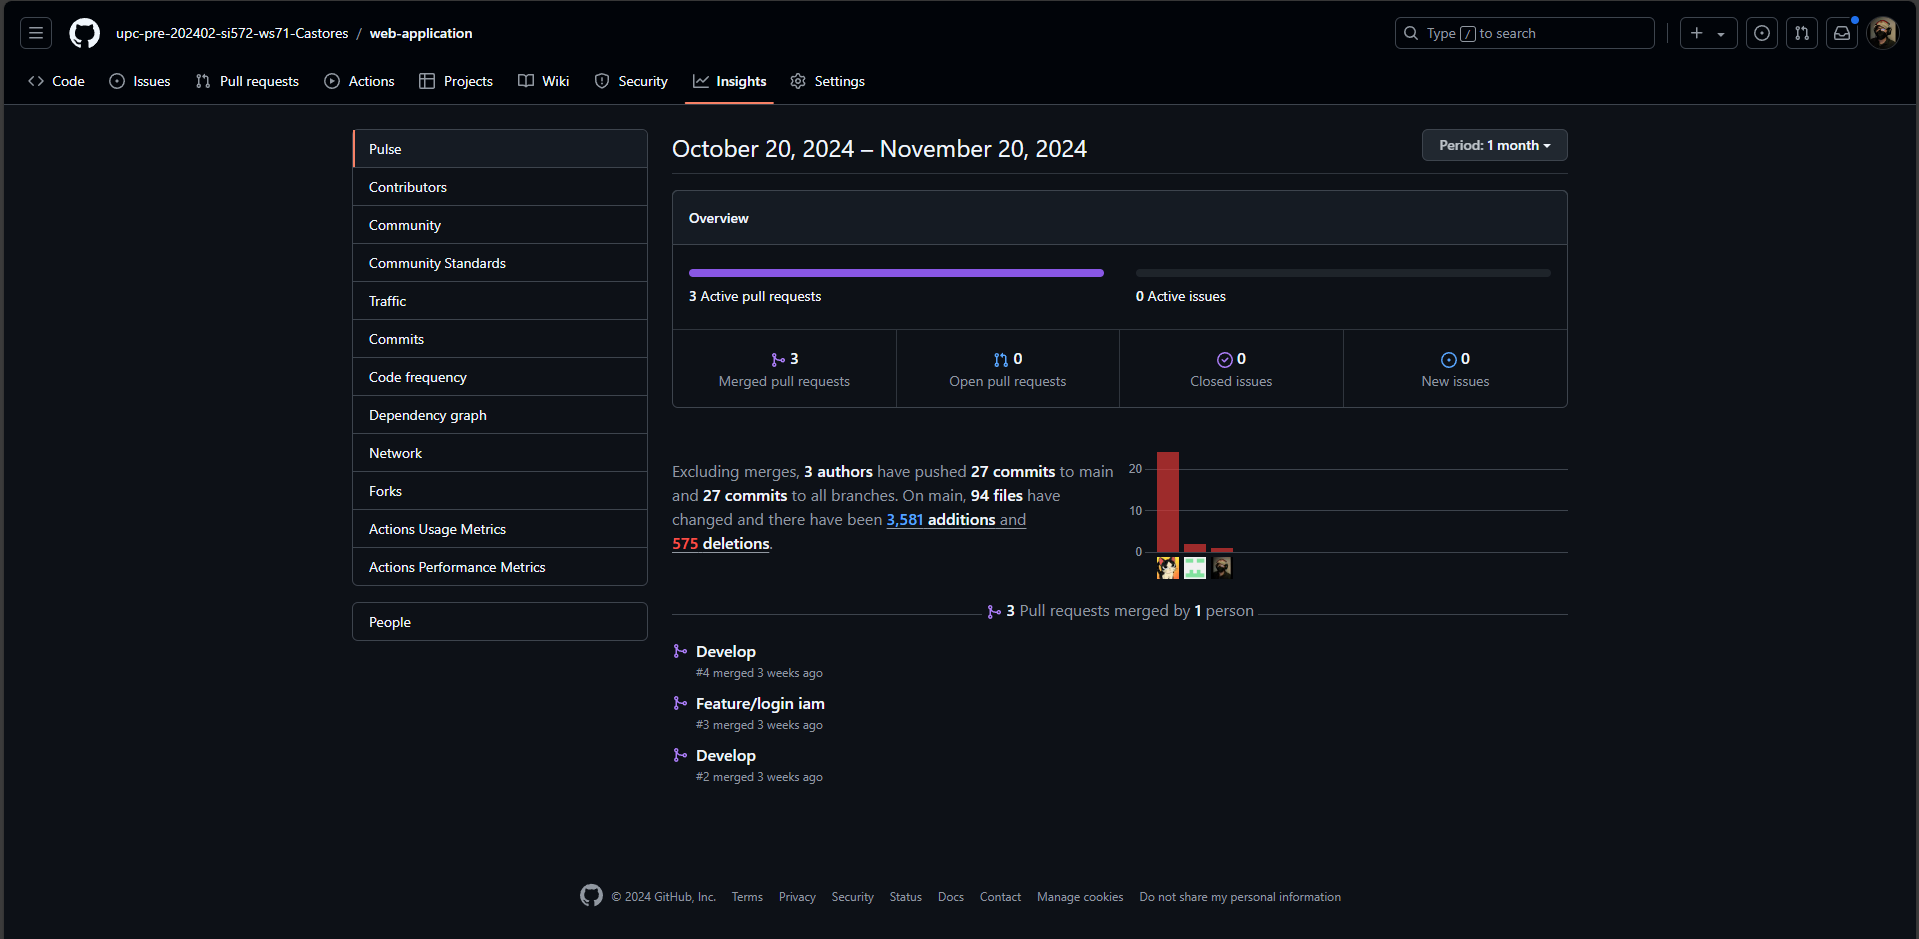 upc-pre-202402-si572-ws71-Castores / web-application
Type / to search
Code
Issues
Pull requests
Actions
Projects
Wiki
Security
Insights
Settings
Pulse
Contributors
Community
Community Standards
Traffic
Commits
Code frequency
Dependency graph
Network
Forks
Actions Usage Metrics
Actions Performance Metrics
People
October 20, 2024 – November 20, 2024
Period: 1 month
Overview
3 Active pull requests
0 Active issues
3
Merged pull requests
0
Open pull requests
0
Closed issues
0
New issues
Excluding merges, 3 authors have pushed 27 commits to main
and 27 commits to all branches. On main, 94 files have
changed and there have been 3,581 additions and
575 deletions.
20
10
0
3 Pull requests merged by 1 person
Develop
#4 merged 3 weeks ago
Feature/login iam
#3 merged 3 weeks ago
Develop
#2 merged 3 weeks ago
© 2024 GitHub, Inc.
Terms
Privacy
Security
Status
Docs
Contact
Manage cookies
Do not share my personal information